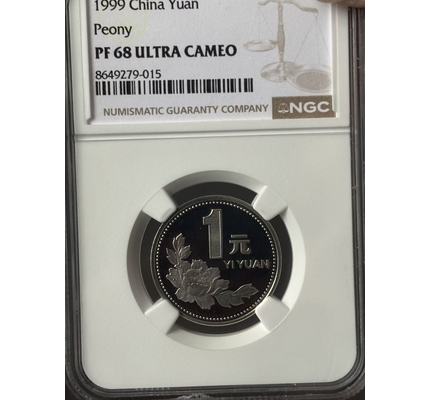 1999 China Yuan
Peony
PF 68 ULTRA CAMEO
8649279-015
NUMISMATIC GUARANTY COMPANY NGC
1元
YI YUAN